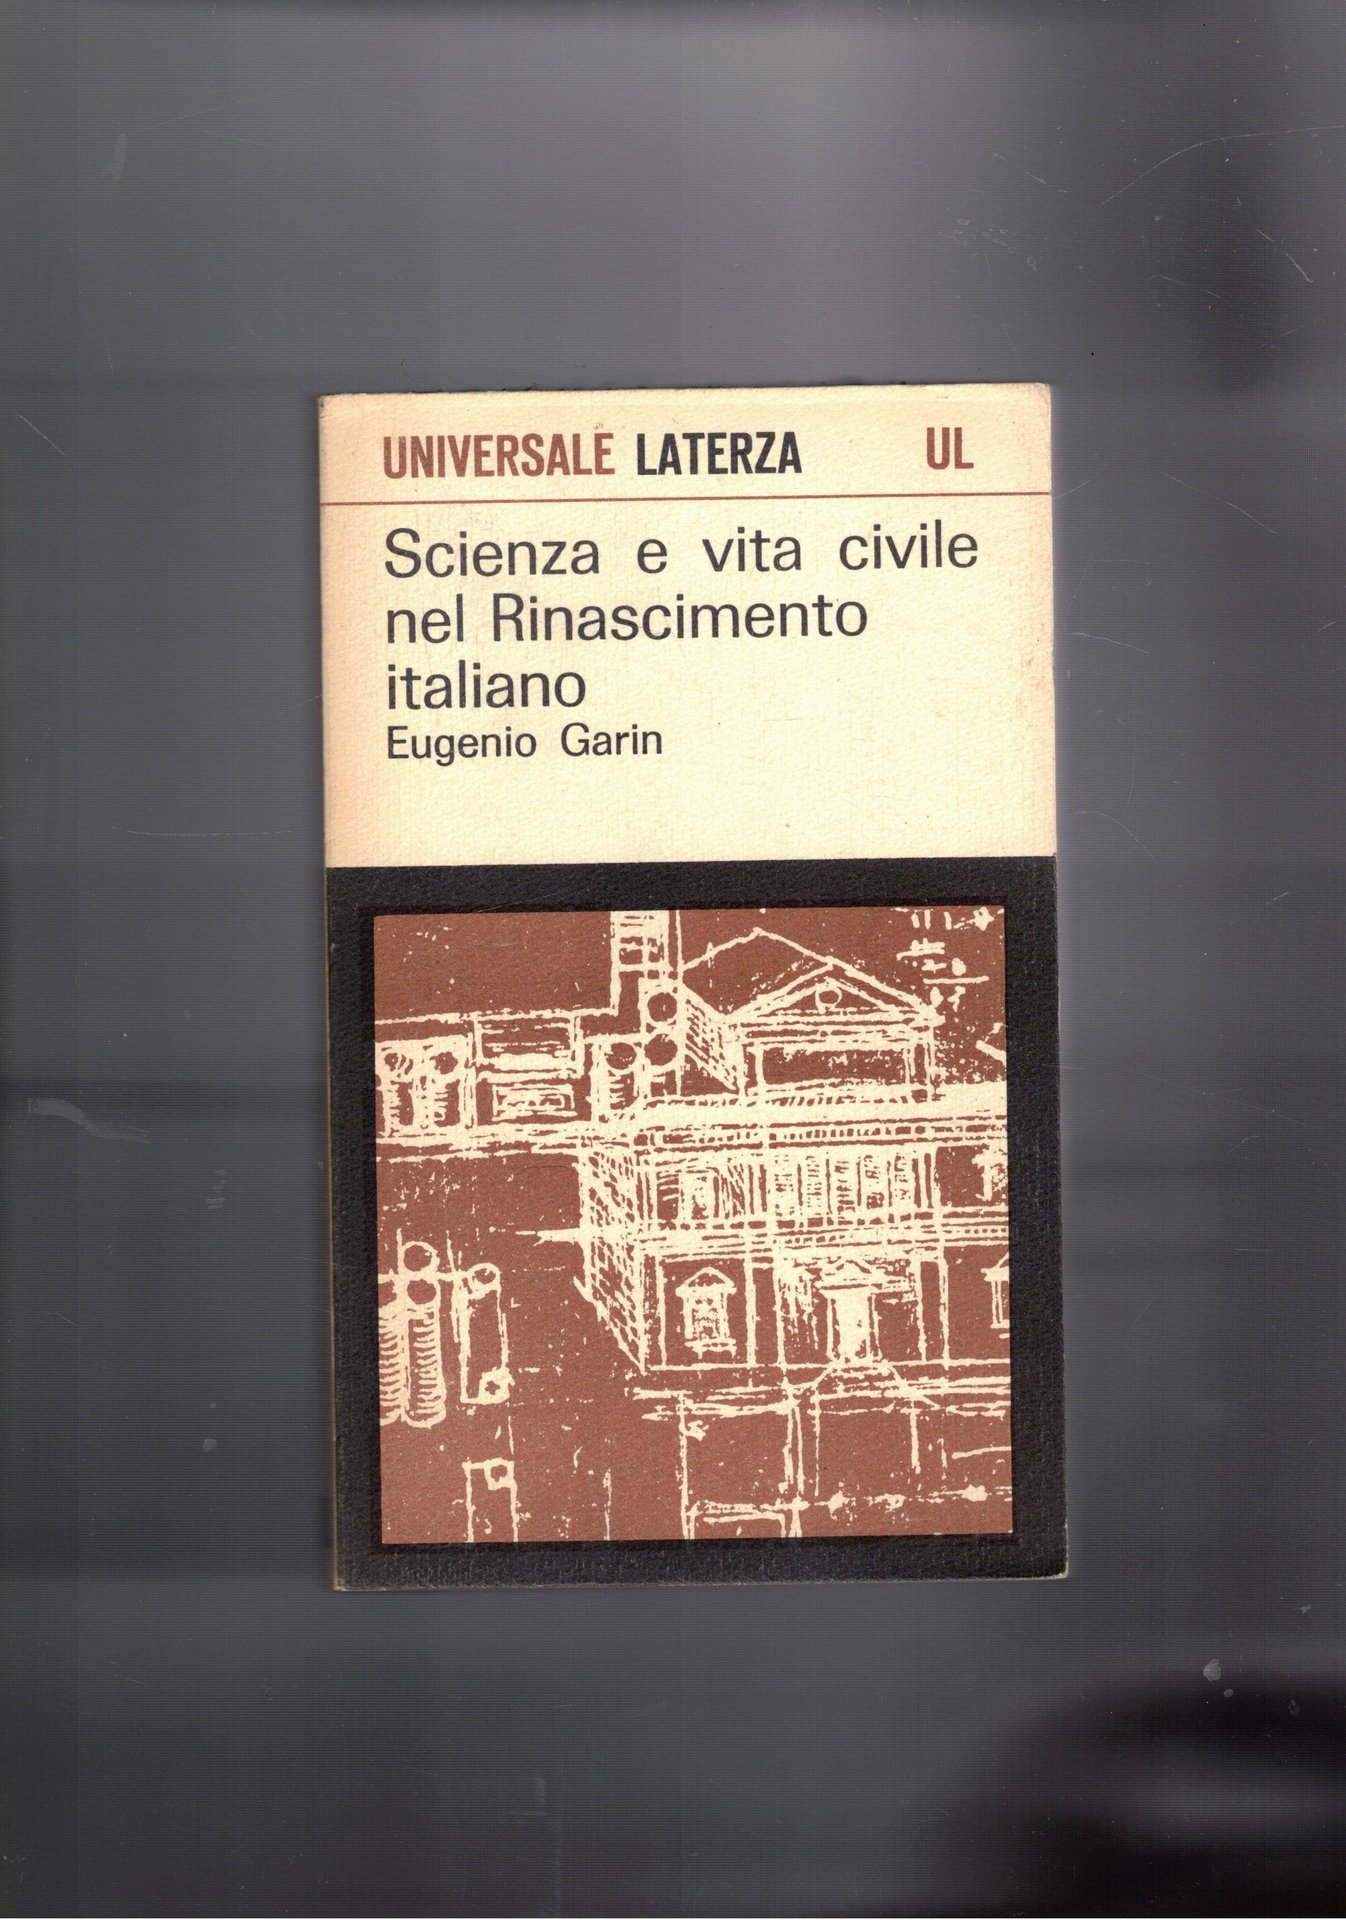 UNIVERSALE LATERZA UL
Scienza e vita civile
nel Rinascimento
italiano
Eugenio Garin